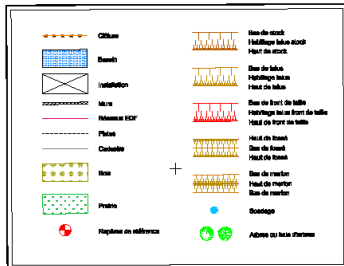 Clôture
Bassin
Installation
Murs
Réseaux EDF
Pistes
Cadastre
Bois
Prairie
Repères de référence
Bas de stock
Habillage talus stock
Haut de stock
Bas de talus
Habillage talus
Haut de talus
Bas de front de taille
Habillage talus front de taille
Haut de front de taille
Haut de fossé
Bas de fossé
Haut de fossé
Bas de merlon
Haut de merlon
Bas de merlon
Sondage
Arbres ou haie d'arbres